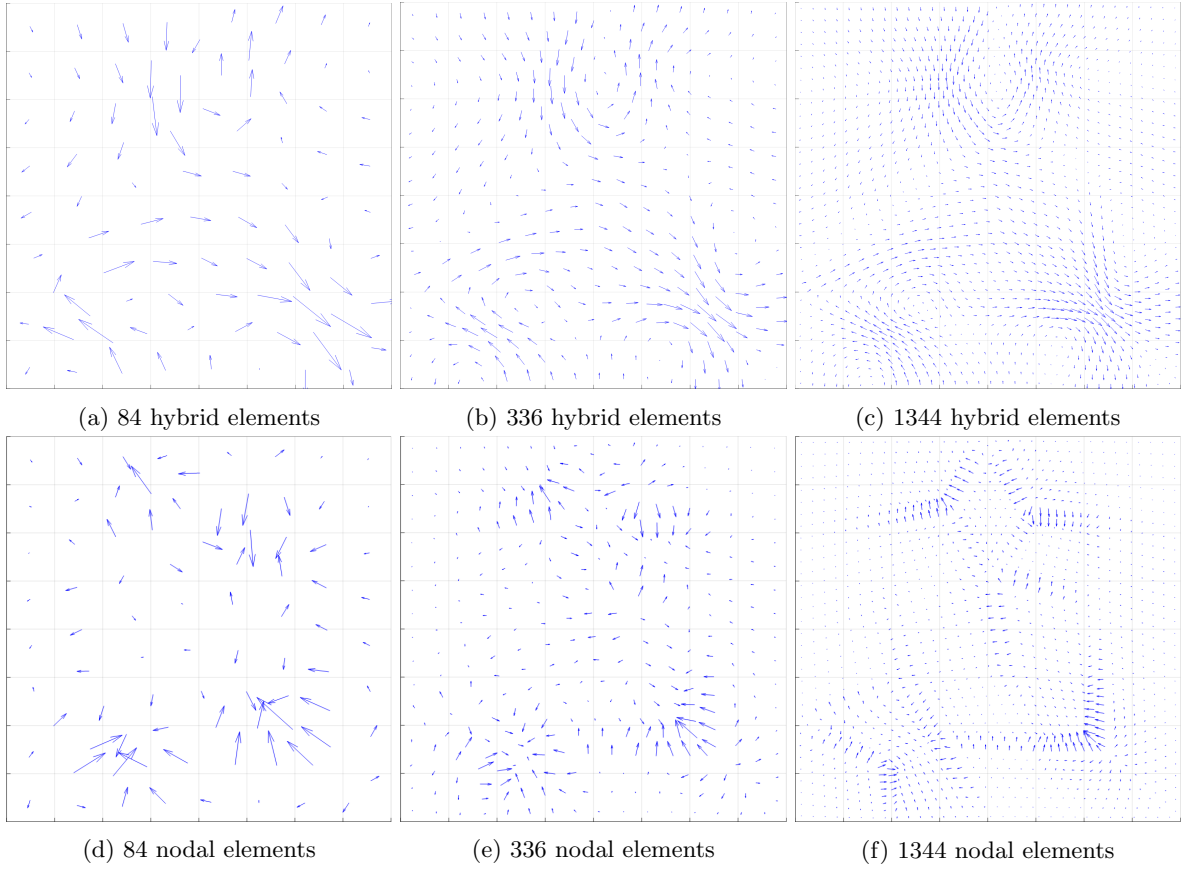 (a) 84 hybrid elements
(b) 336 hybrid elements
(c) 1344 hybrid elements
(d) 84 nodal elements
(e) 336 nodal elements
(f) 1344 nodal elements